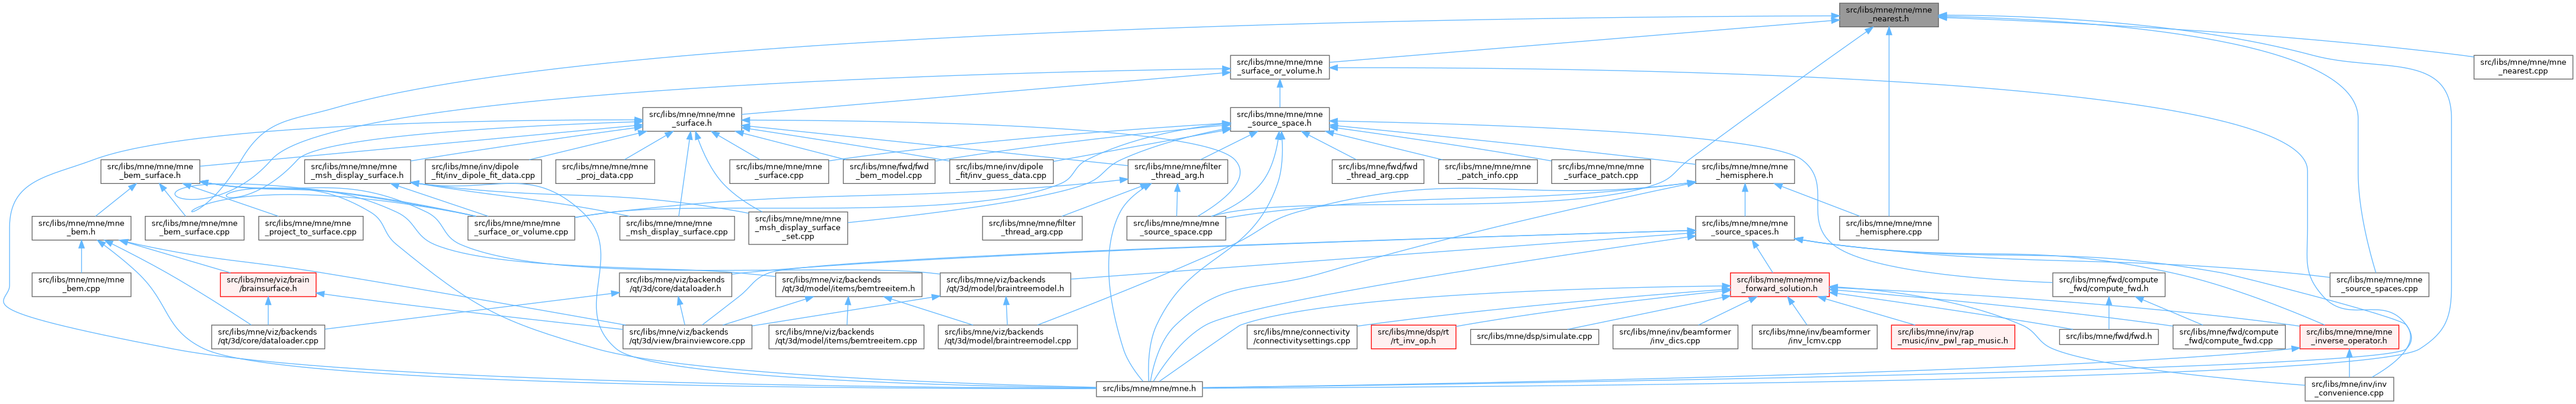 src/libs/mne/mne/mne
_nearest.h
src/libs/mne/mne/mne
_surface_or_volume.h
src/libs/mne/mne/mne
_nearest.cpp
src/libs/mne/mne/mne
_surface.h
src/libs/mne/mne/mne
_source_space.h
src/libs/mne/mne/mne
_bem_surface.h
src/libs/mne/mne/mne
_msh_display_surface.h
src/libs/mne/inv/dipole
_fit/inv_dipole_fit_data.cpp
src/libs/mne/mne/mne
_proj_data.cpp
src/libs/mne/mne/mne
_surface.cpp
src/libs/mne/fwd/fwd
_bem_model.cpp
src/libs/mne/inv/dipole
_fit/inv_guess_data.cpp
src/libs/mne/mne/filter
_thread_arg.h
src/libs/mne/fwd/fwd
_thread_arg.cpp
src/libs/mne/mne/mne
_patch_info.cpp
src/libs/mne/mne/mne
_surface_patch.cpp
src/libs/mne/mne/mne
_hemisphere.h
src/libs/mne/mne/mne
_bem.h
src/libs/mne/mne/mne
_bem_surface.cpp
src/libs/mne/mne/mne
_project_to_surface.cpp
src/libs/mne/mne/mne
_surface_or_volume.cpp
src/libs/mne/mne/mne
_msh_display_surface.cpp
src/libs/mne/mne/mne
_msh_display_surface
_set.cpp
src/libs/mne/mne/filter
_thread_arg.cpp
src/libs/mne/mne/mne
_source_space.cpp
src/libs/mne/mne/mne
_source_spaces.h
src/libs/mne/mne/mne
_hemisphere.cpp
src/libs/mne/mne/mne
_bem.cpp
src/libs/mne/viz/brain
/brainsurface.h
src/libs/mne/viz/backends
/qt/3d/core/dataloader.h
src/libs/mne/viz/backends
/qt/3d/model/items/bemtreeitem.h
src/libs/mne/viz/backends
/qt/3d/model/braintreemodel.h
src/libs/mne/mne/mne
_forward_solution.h
src/libs/mne/fwd/compute
_fwd/compute_fwd.h
src/libs/mne/mne/mne
_source_spaces.cpp
src/libs/mne/viz/backends
/qt/3d/core/dataloader.cpp
src/libs/mne/viz/backends
/qt/3d/view/brainviewcore.cpp
src/libs/mne/viz/backends
/qt/3d/model/items/bemtreeitem.cpp
src/libs/mne/viz/backends
/qt/3d/model/braintreemodel.cpp
src/libs/mne/connectivity
/connectivitysettings.cpp
src/libs/mne/dsp/rt
/rt_inv_op.h
src/libs/mne/dsp/simulate.cpp
src/libs/mne/inv/beamformer
/inv_dics.cpp
src/libs/mne/inv/beamformer
/inv_lcmv.cpp
src/libs/mne/inv/rap
_music/inv_pwl_rap_music.h
src/libs/mne/fwd/fwd.h
src/libs/mne/fwd/compute
_fwd/compute_fwd.cpp
src/libs/mne/mne/mne
_inverse_operator.h
src/libs/mne/mne/mne.h
src/libs/mne/inv/inv
_convenience.cpp